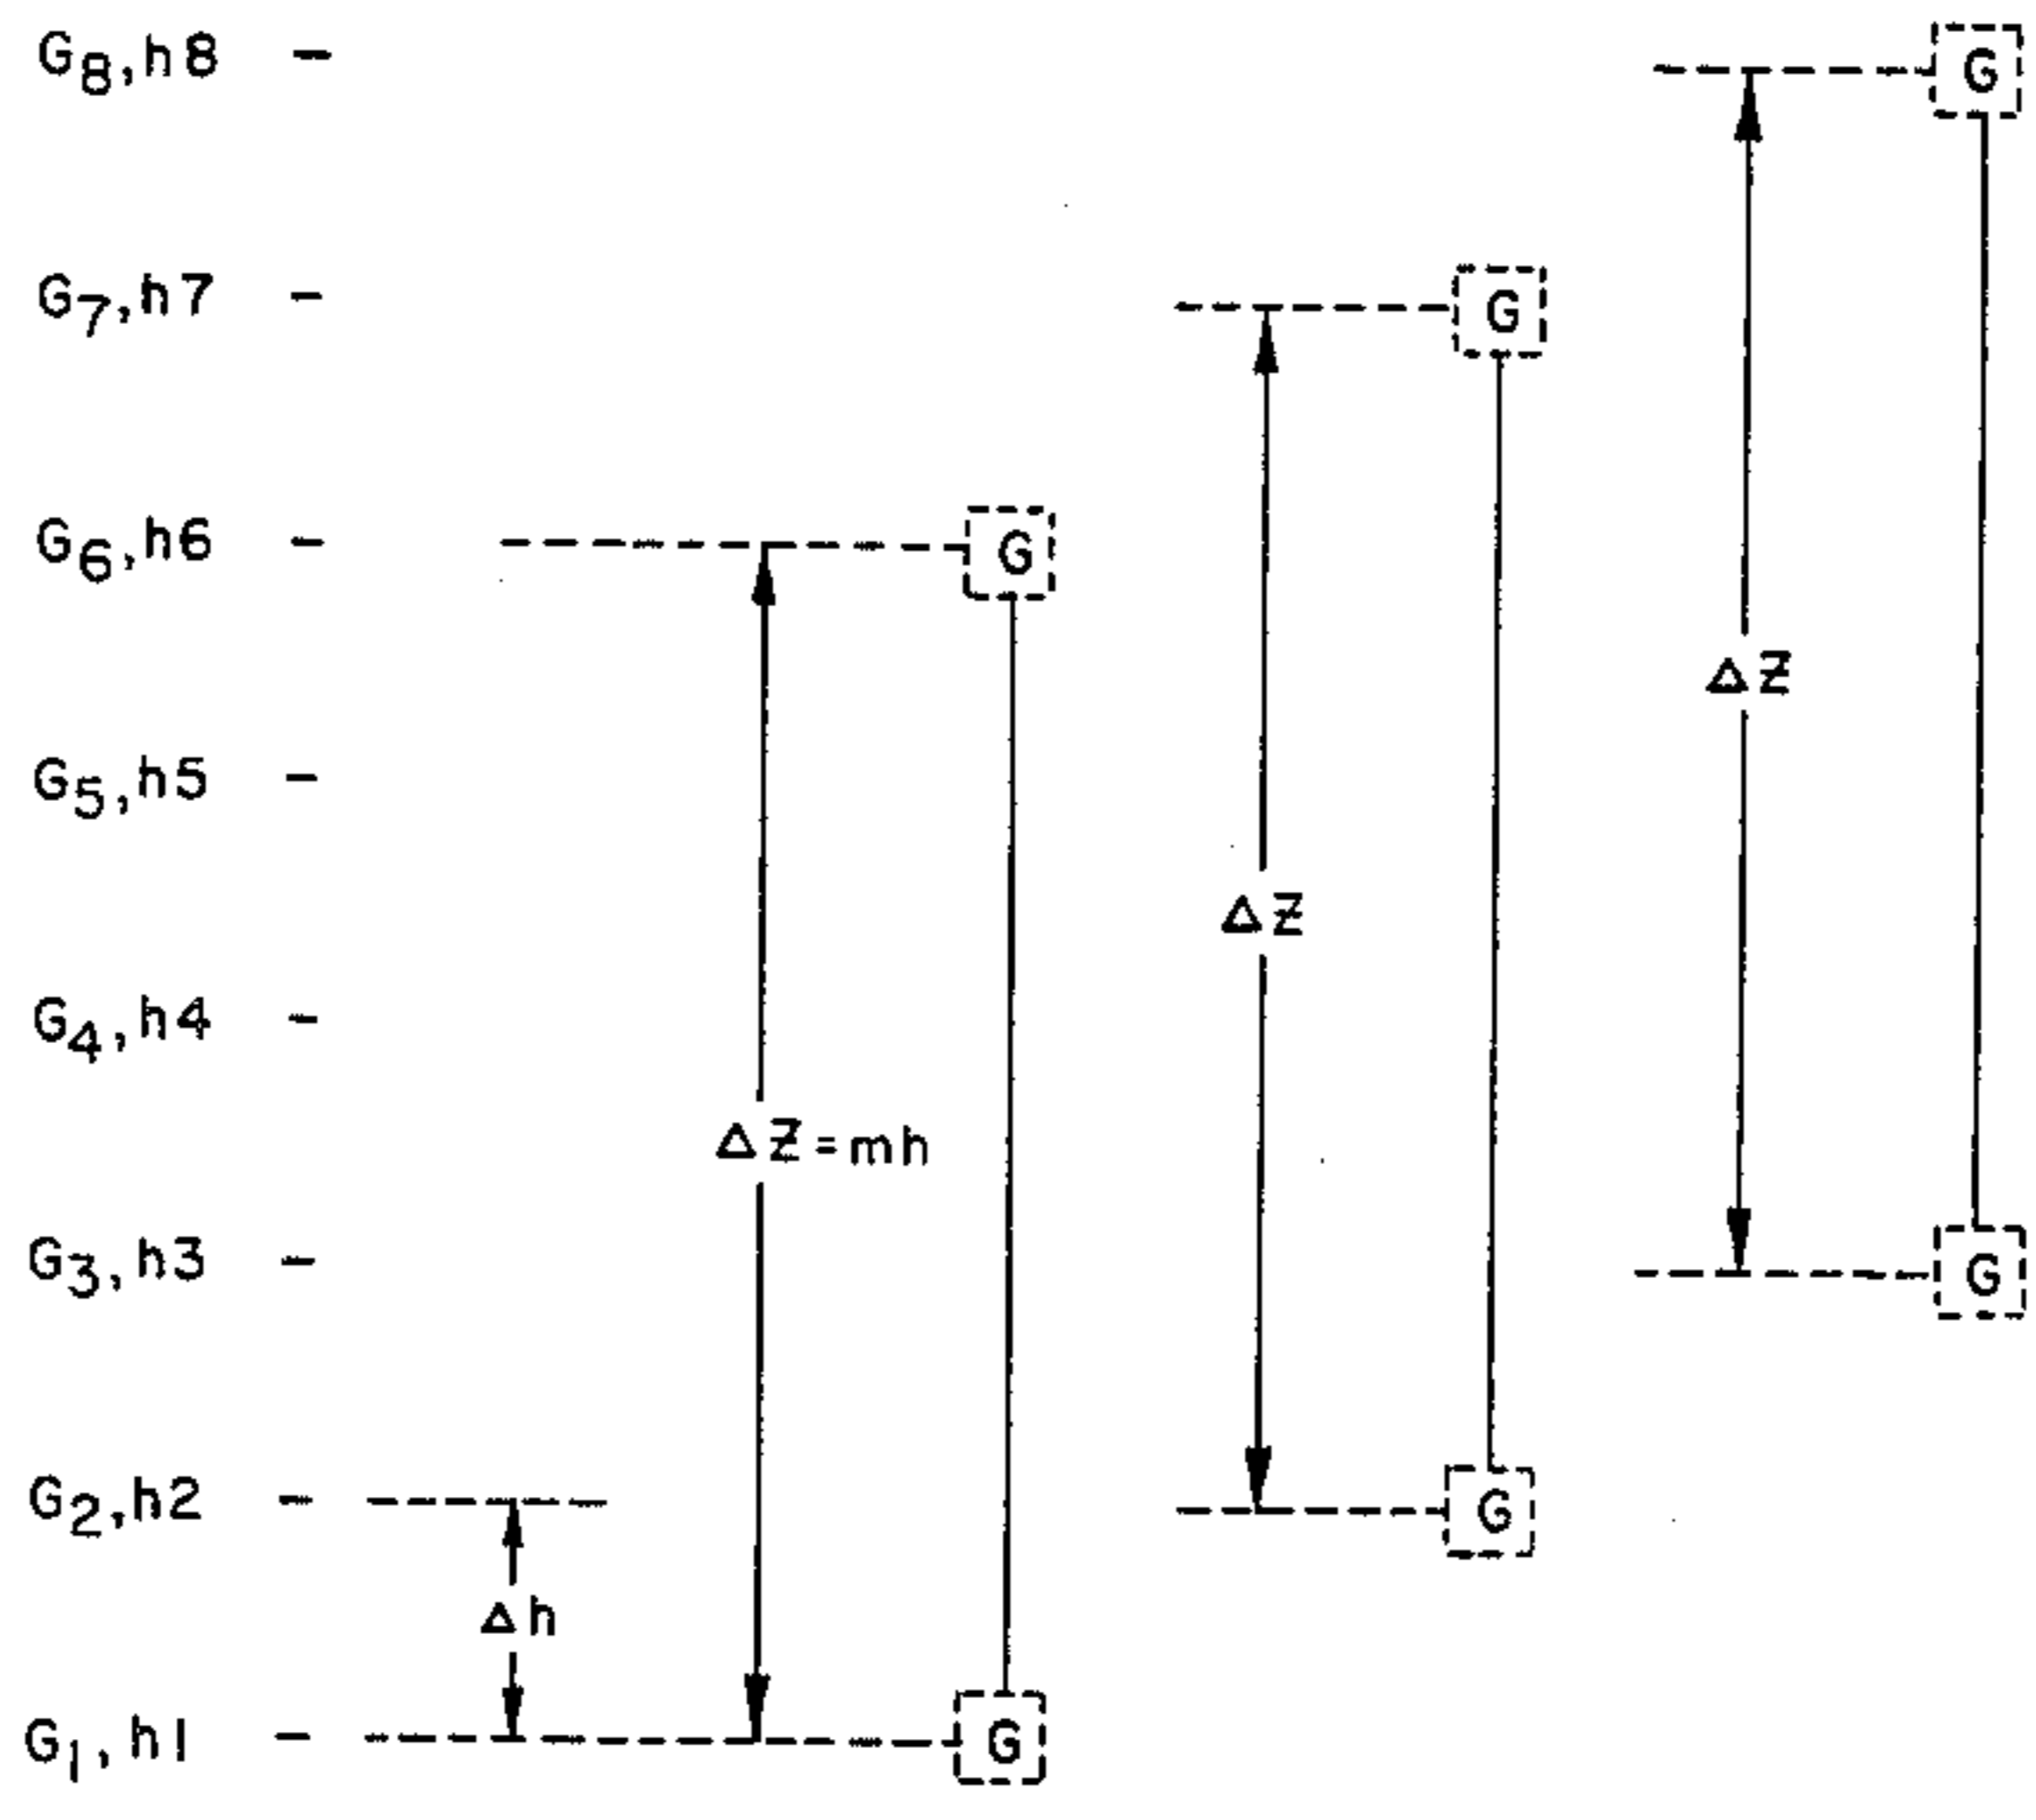 G8,h8
G
G7,h7
G
G6,h6
G
ΔZ
G5,h5
ΔZ
G4,h4
ΔZ=mh
G3,h3
G
G2,h2
G
Δh
G1,h1
G